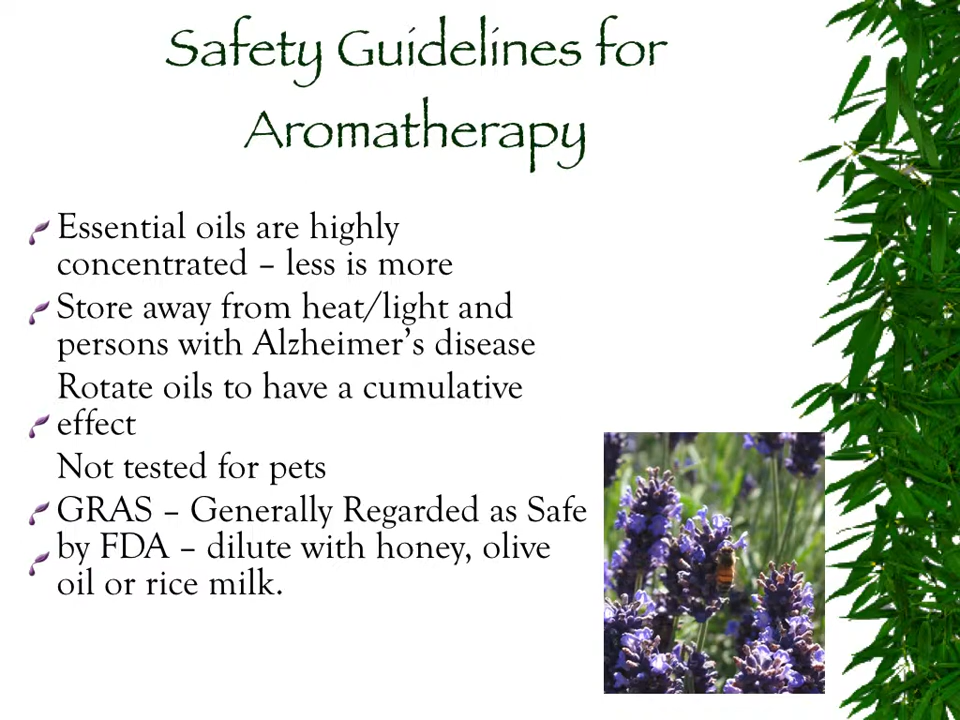 Safety Guidelines for
Aromatherapy
Essential oils are highly
concentrated – less is more
Store away from heat/light and
persons with Alzheimer’s disease
Rotate oils to have a cumulative
effect
Not tested for pets
GRAS – Generally Regarded as Safe
by FDA – dilute with honey, olive
oil or rice milk.